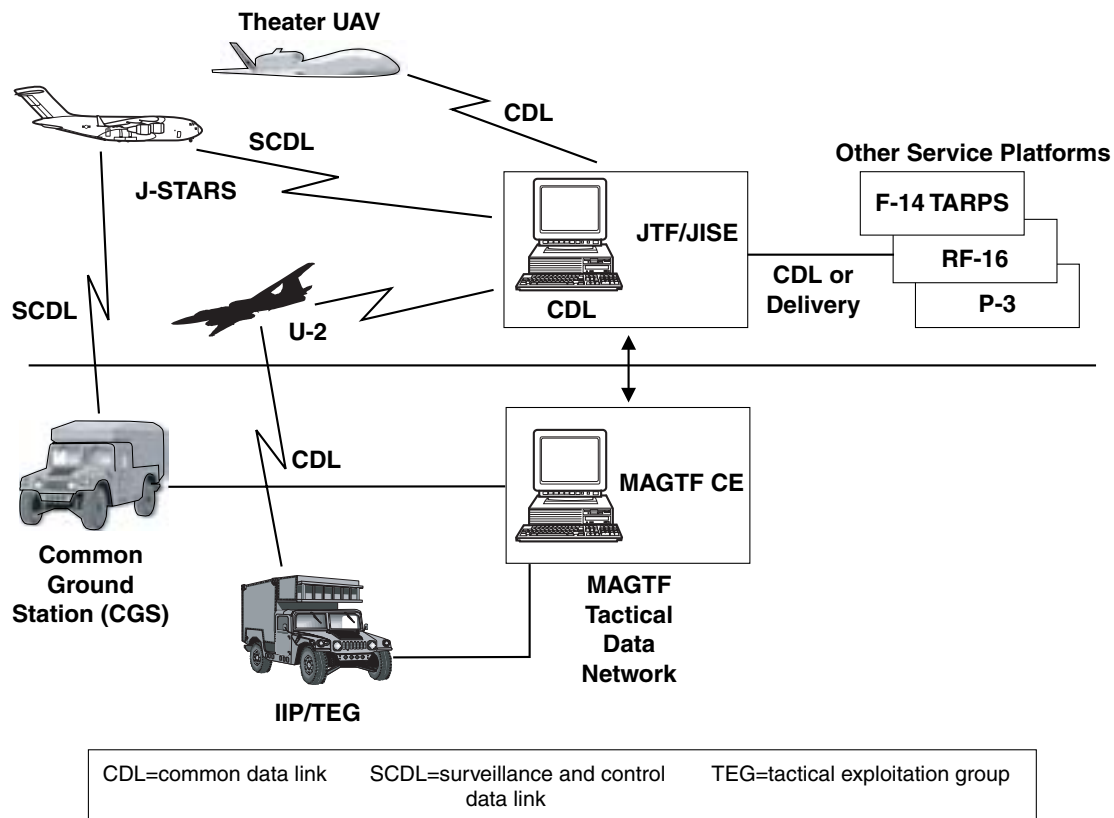 Theater UAV
CDL
SCDL
J-STARS
Other Service Platforms
F-14 TARPS
JTF/JISE
RF-16
CDL or
Delivery
P-3
CDL
SCDL
U-2
CDL
MAGTF CE
Common
Ground
Station (CGS)
MAGTF
Tactical
Data
Network
IIP/TEG
CDL=common data link
SCDL=surveillance and control
data link
TEG=tactical exploitation group